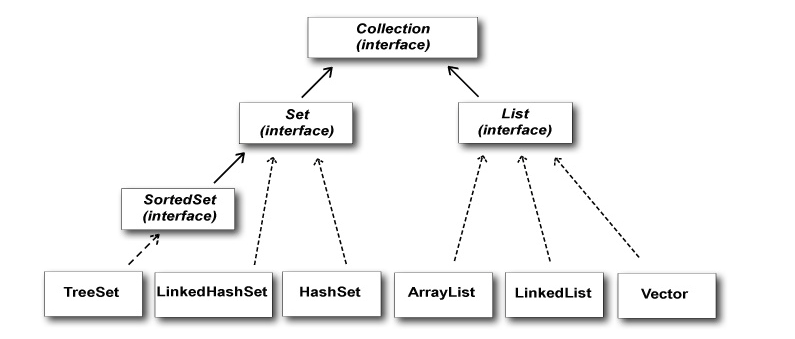 Collection
(interface)
Set
(interface)
List
(interface)
SortedSet
(interface)
TreeSet
LinkedHashSet
HashSet
ArrayList
LinkedList
Vector